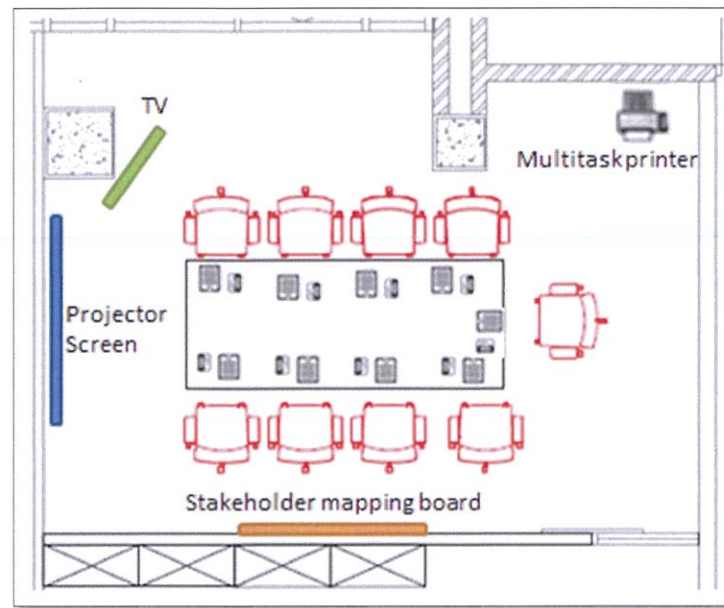 TV
Multitaskprinter
Projector
Screen
Stakeholder mapping board